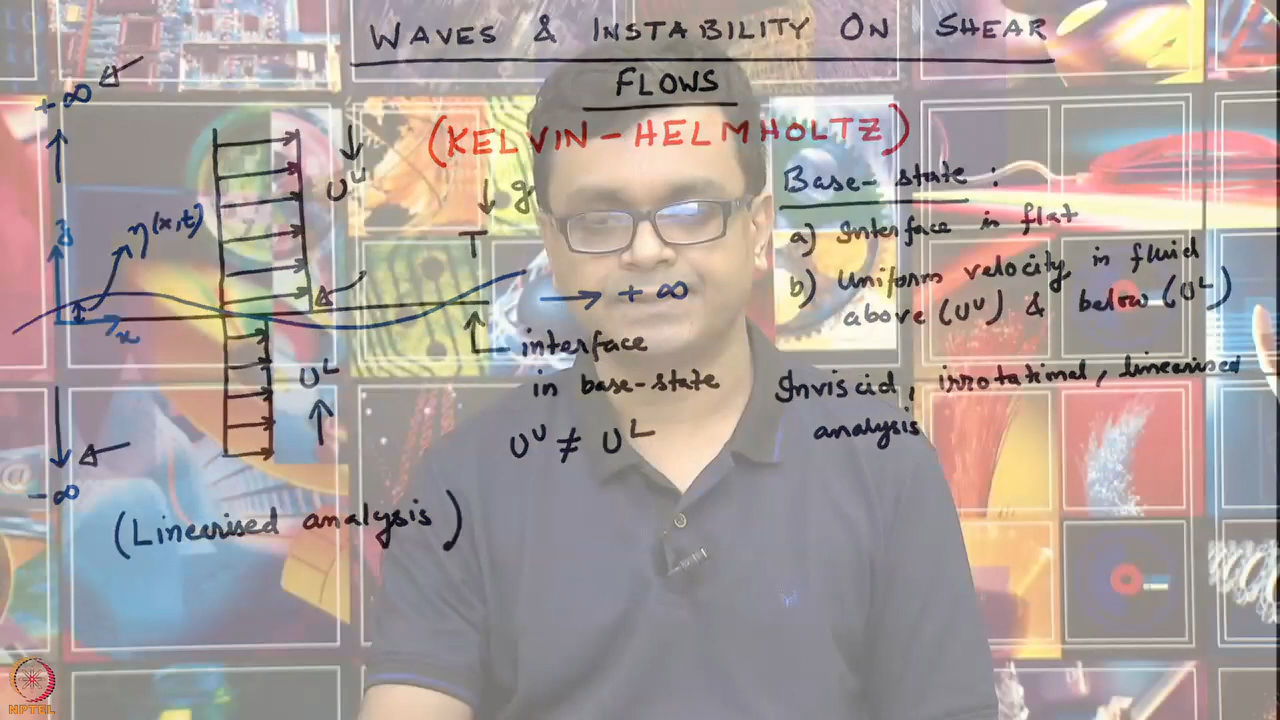 WAVES & INSTABILITY ON SHEAR
FLOWS
(KELVIN-HELMHOLTZ)
+∞
U^U
↓ g
η(x,t)
z
x
T
→ +∞
interface
in base-state
U^L
U^U ≠ U^L
-∞
(Linearised analysis)
Base-state :
a) Interface is flat
b) Uniform velocity in fluid
above (U^U) & below (U^L)
Inviscid, irrotational, linearised
analysis
NPTEL